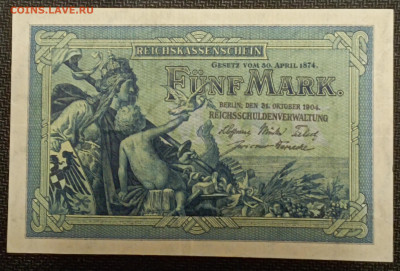 COINS.LAVE.RU
REICHSKASSENSCHEIN
GESETZ VOM 30. APRIL 1874.
FÜNF MARK.
BERLIN, DEN 31. OKTOBER 1904.
REICHSSCHULDENVERWALTUNG